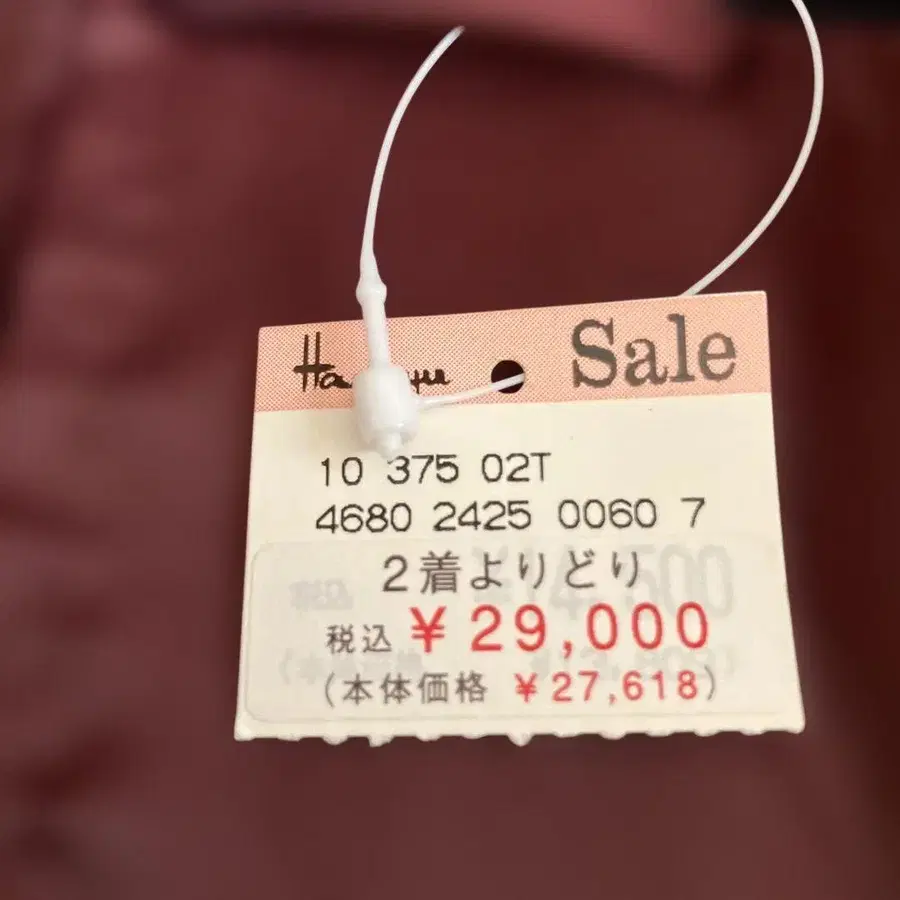 Sale
10 375 02T
4680 2425 0060 7
2着よりどり
税込 ¥29,000
(本体価格 ¥27,618)